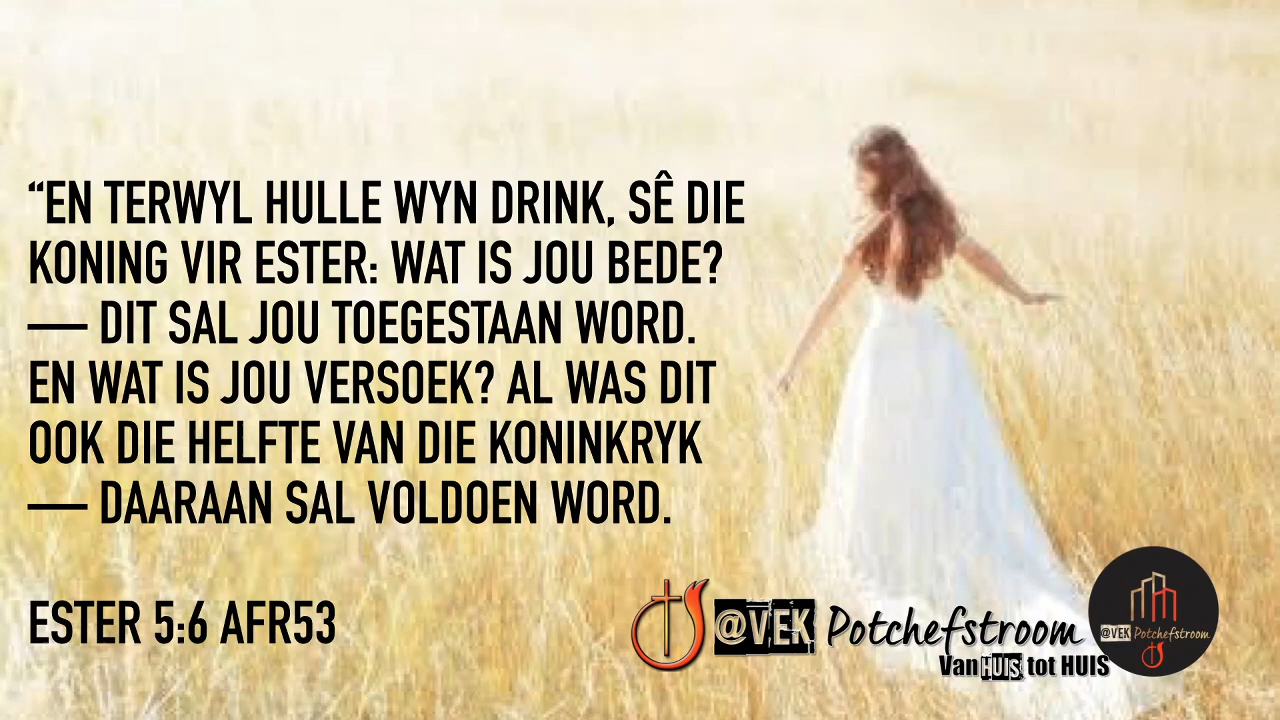 “EN TERWYL HULLE WYN DRINK, SÊ DIE
KONING VIR ESTER: WAT IS JOU BEDE?
— DIT SAL JOU TOEGESTAAN WORD.
EN WAT IS JOU VERSOEK? AL WAS DIT
OOK DIE HELFTE VAN DIE KONINKRYK
— DAARAAN SAL VOLDOEN WORD.
ESTER 5:6 AFR53
@VEK Potchefstroom
Van HUIS tot HUIS
@VEK Potchefstroom